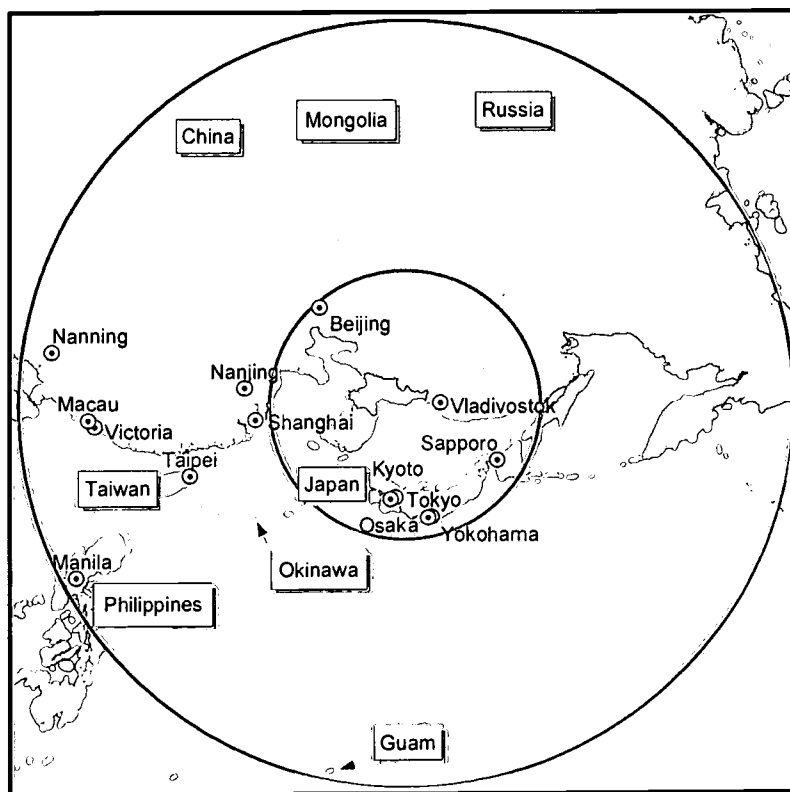 Russia
Mongolia
China
Beijing
Nanning
Nanjing
Macau
Victoria
Shanghai
Vladivostok
Sapporo
Taipei
Taiwan
Kyoto
Japan
Tokyo
Osaka
Yokohama
Manila
Okinawa
Philippines
Guam